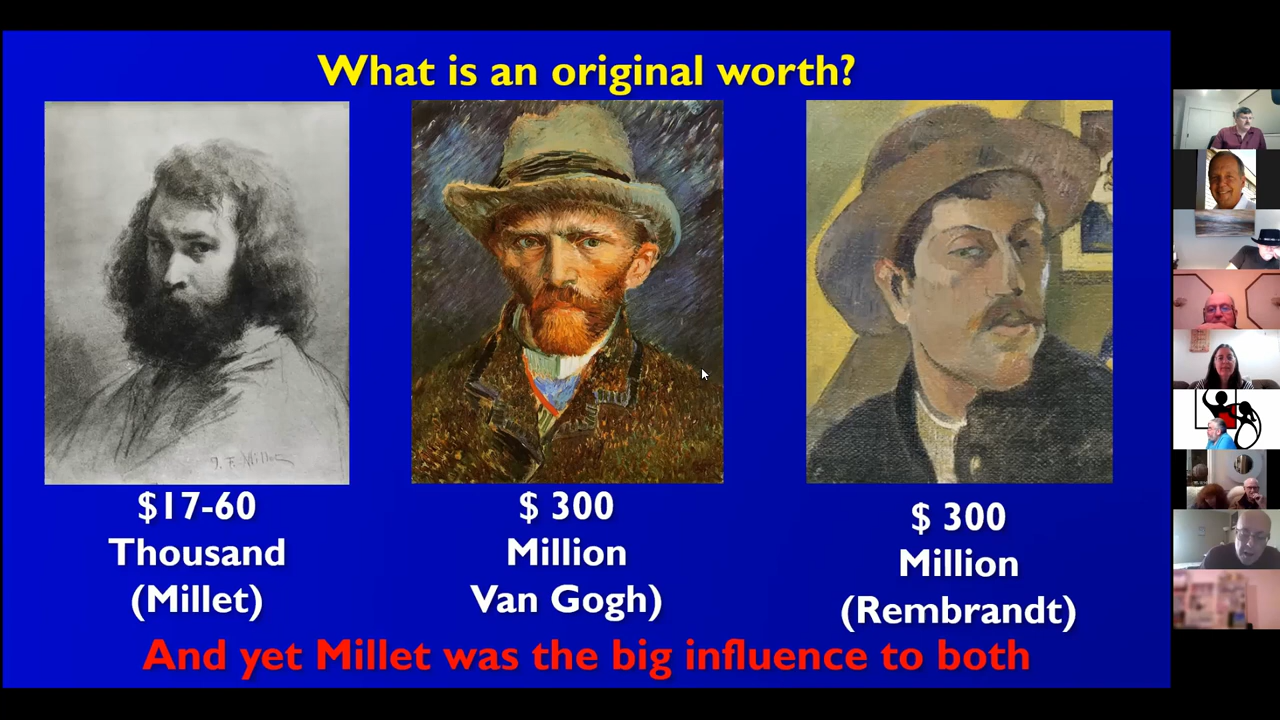 What is an original worth?
$17-60
Thousand
(Millet)
$ 300
Million
Van Gogh)
$ 300
Million
(Rembrandt)
And yet Millet was the big influence to both
J. F. Millet